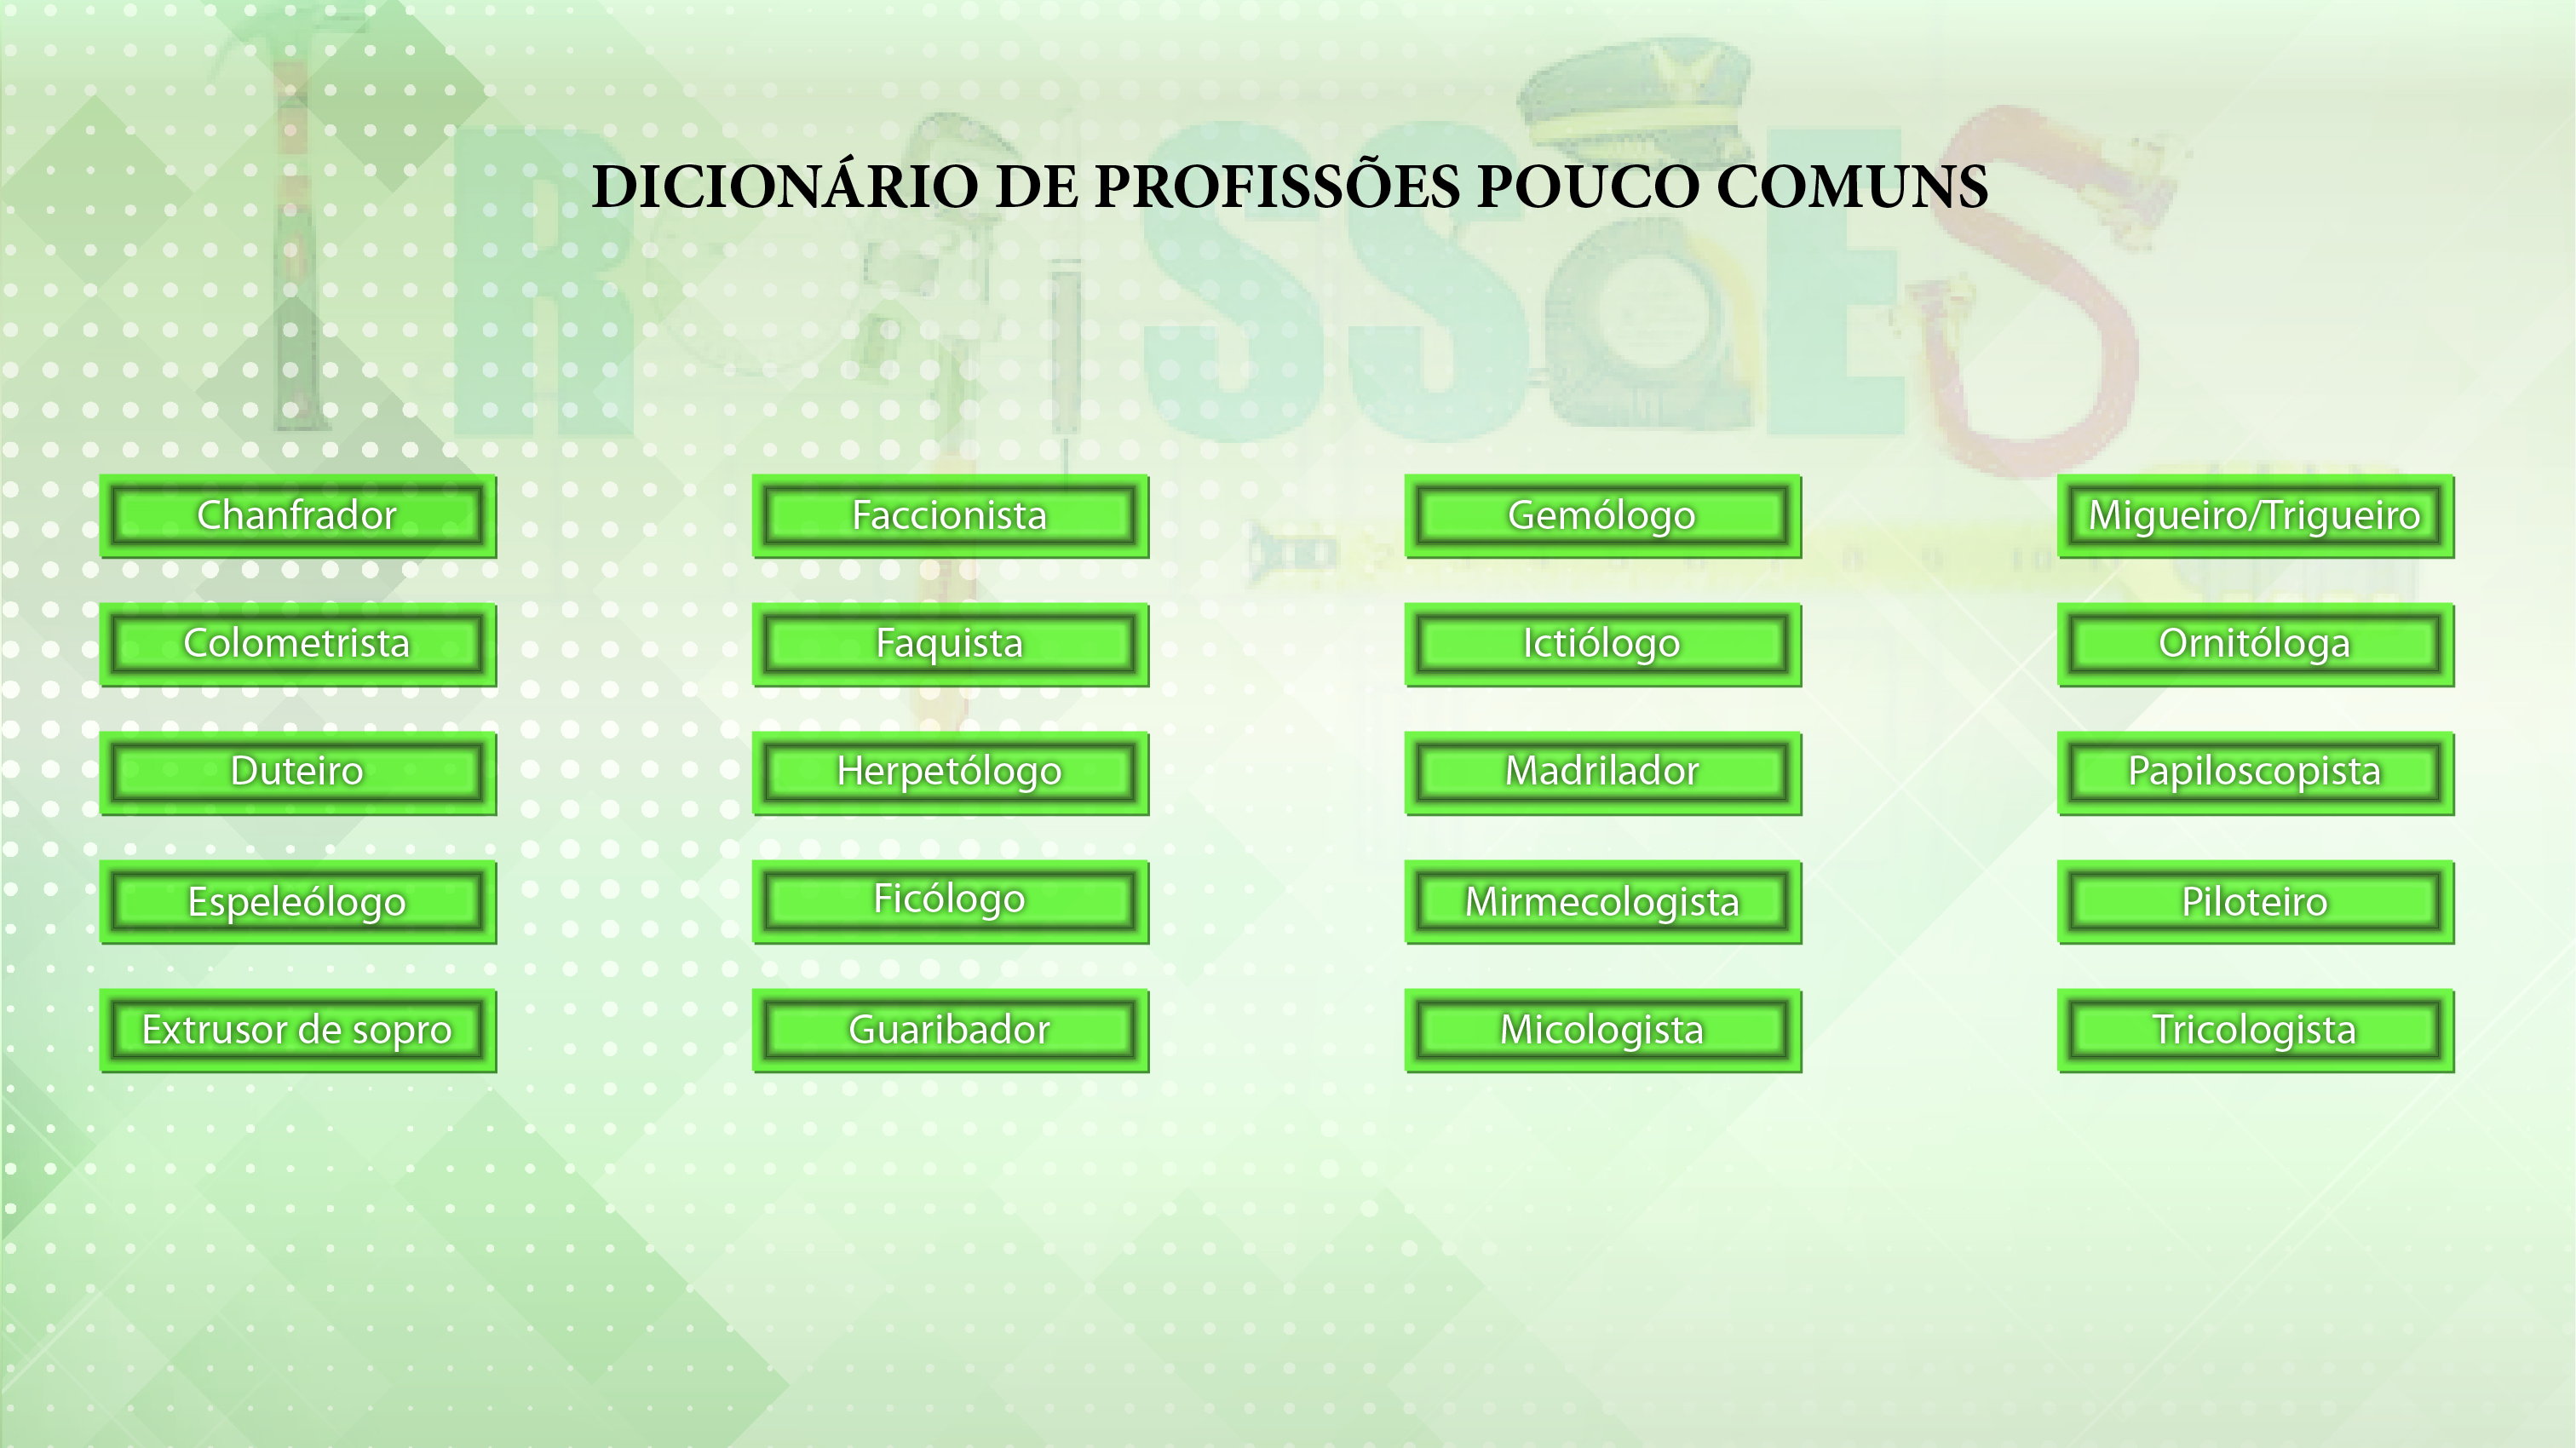 DICIONÁRIO DE PROFISSÕES POUCO COMUNS
Chanfrador
Faccionista
Gemólogo
Migueiro/Trigueiro
Colometrista
Faquista
Ictiólogo
Ornitóloga
Duteiro
Herpetólogo
Madrilador
Papiloscopista
Espeleólogo
Ficólogo
Mirmecologista
Piloteiro
Extrusor de sopro
Guaribador
Micologista
Tricologista